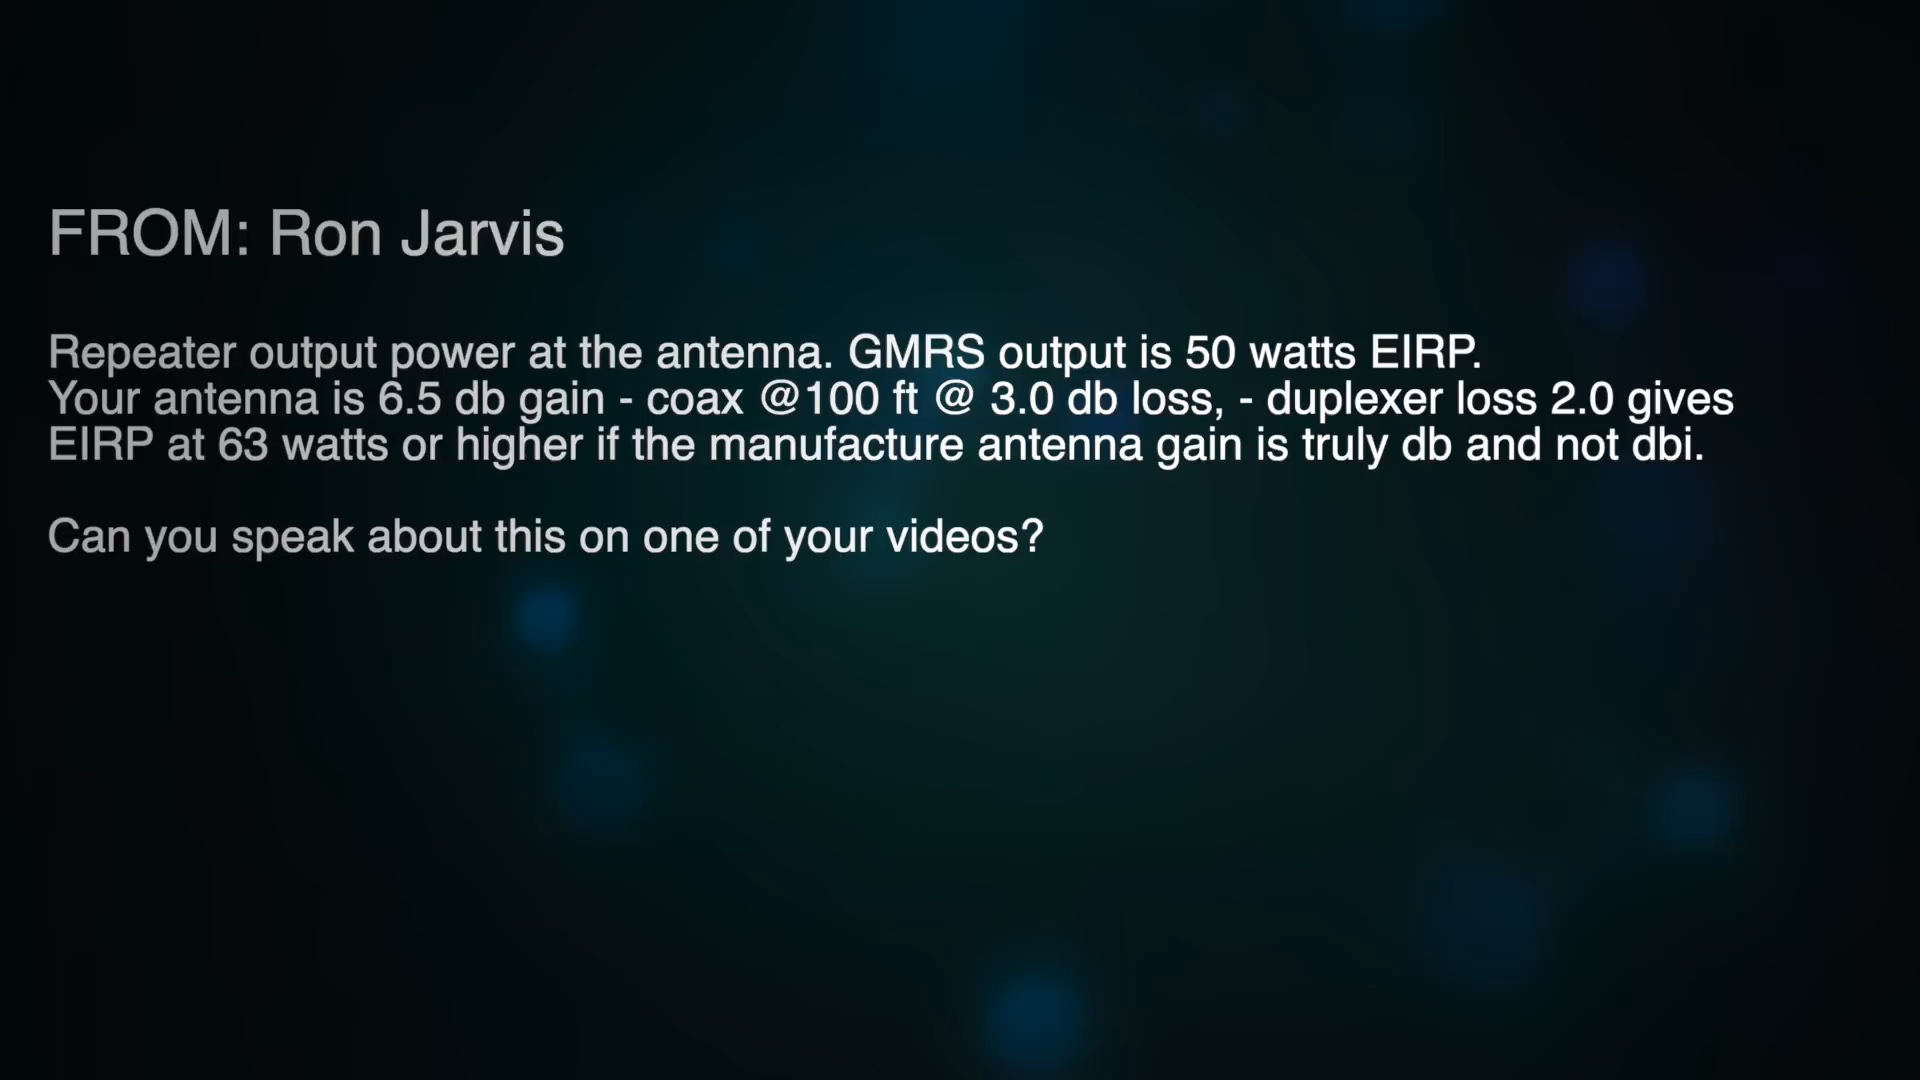 FROM: Ron Jarvis
Repeater output power at the antenna. GMRS output is 50 watts EIRP.
Your antenna is 6.5 db gain - coax @100 ft @ 3.0 db loss, - duplexer loss 2.0 gives
EIRP at 63 watts or higher if the manufacture antenna gain is truly db and not dbi.
Can you speak about this on one of your videos?